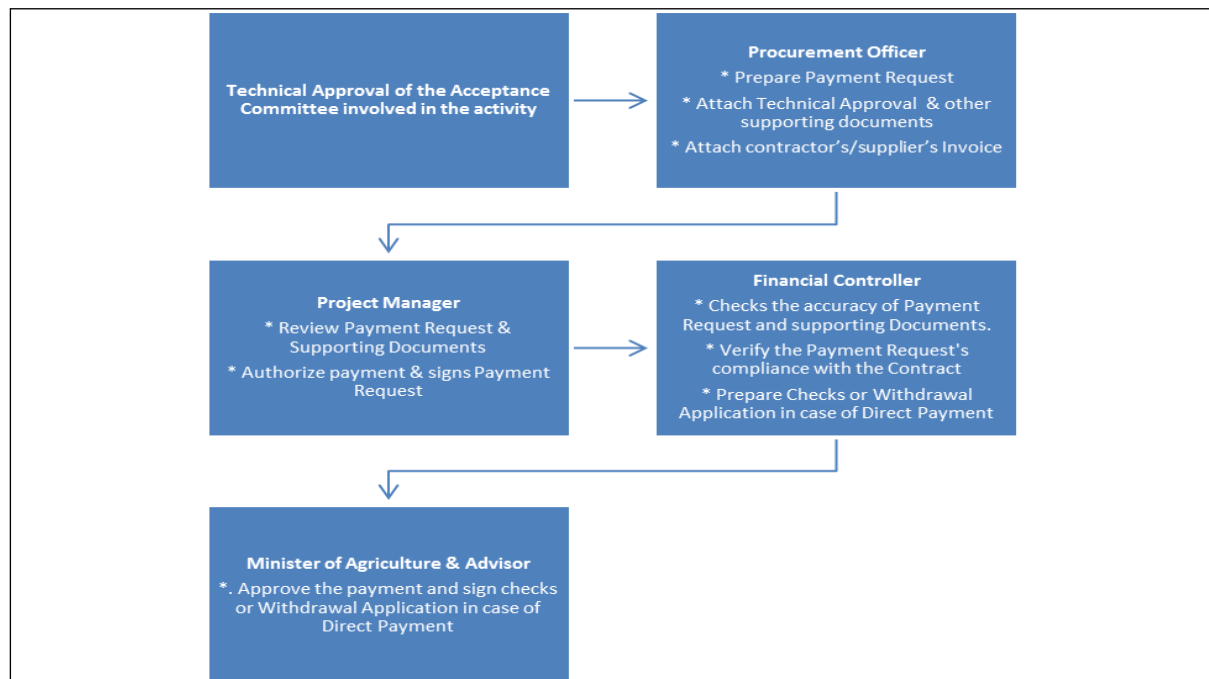 Technical Approval of the Acceptance
Committee involved in the activity
Procurement Officer
* Prepare Payment Request
* Attach Technical Approval & other
supporting documents
* Attach contractor's/supplier's Invoice
Project Manager
* Review Payment Request &
Supporting Documents
* Authorize payment & signs Payment
Request
Financial Controller
* Checks the accuracy of Payment
Request and supporting Documents.
* Verify the Payment Request's
compliance with the Contract
* Prepare Checks or Withdrawal
Application in case of Direct Payment
Minister of Agriculture & Advisor
*. Approve the payment and sign checks
or Withdrawal Application in case of
Direct Payment